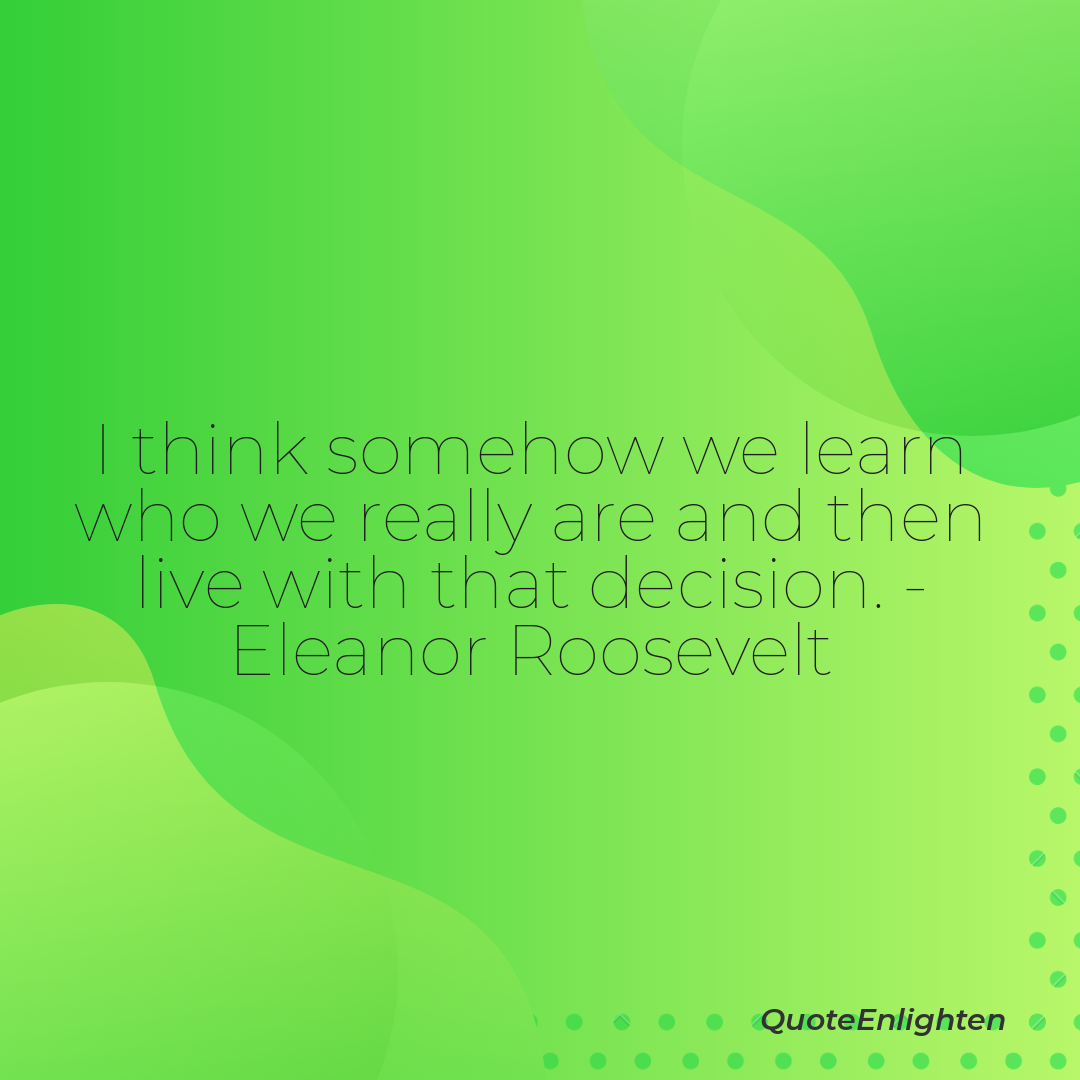 I think somehow we learn
who we really are and then
live with that decision. -
Eleanor Roosevelt
QuoteEnlighten